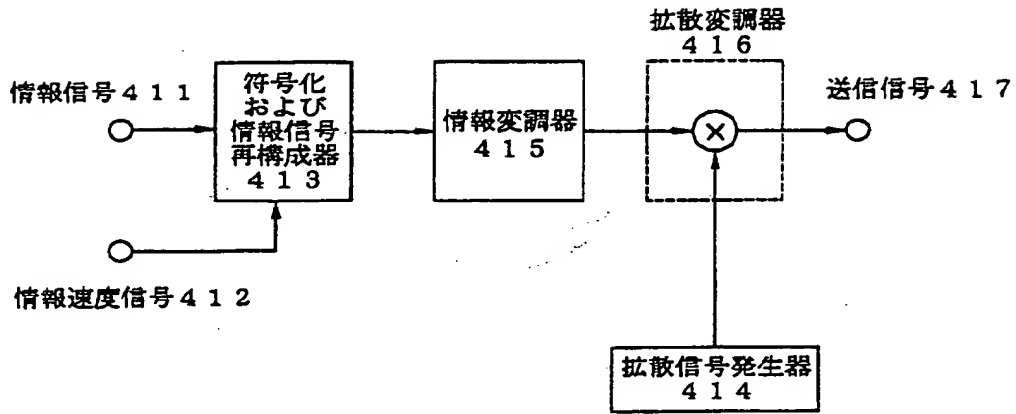 拡散変調器
４１６
情報信号４１１
符号化
および
情報信号
再構成器
４１３
情報変調器
４１５
送信信号４１７
情報速度信号４１２
拡散信号発生器
４１４